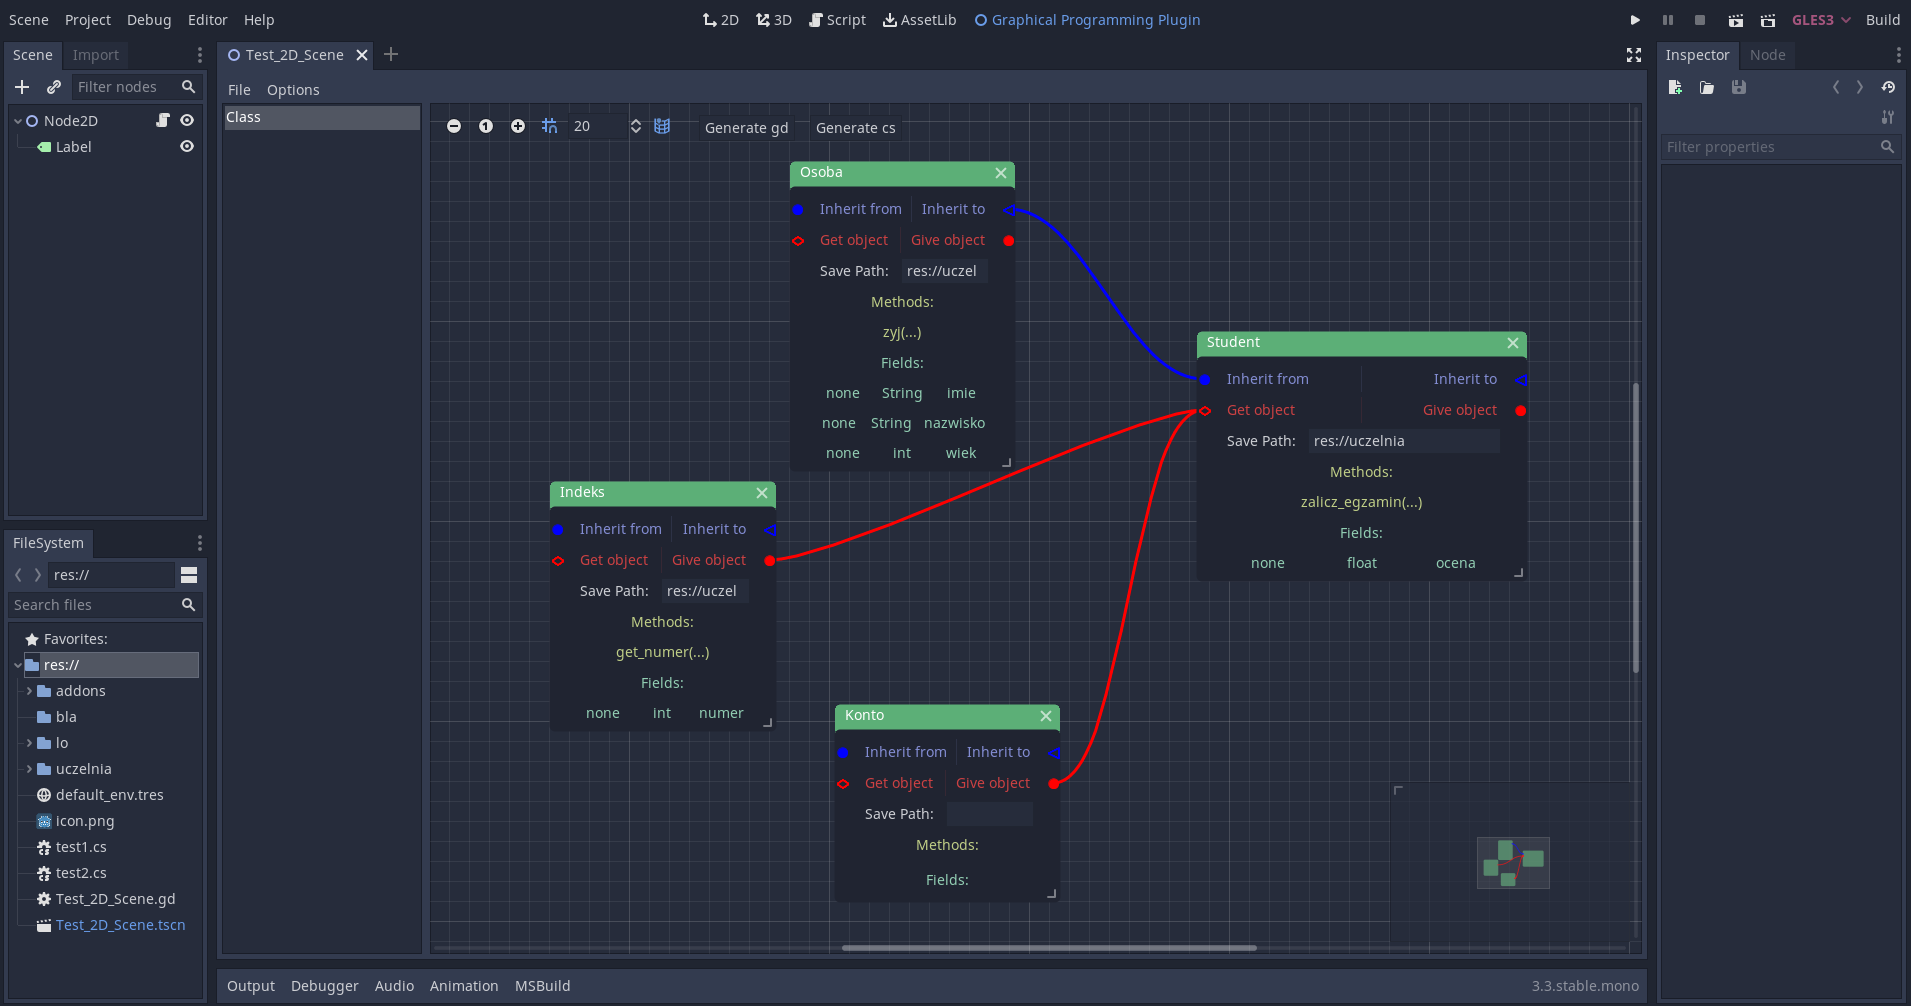 Scene Project Debug Editor Help
2D 3D Script AssetLib Graphical Programming Plugin
GLES3 Build
Scene Import
Filter nodes
Node2D
Label
FileSystem
res://
Search files
Favorites:
res://
addons
bla
lo
uczelnia
default_env.tres
icon.png
test1.cs
test2.cs
Test_2D_Scene.gd
Test_2D_Scene.tscn
Test_2D_Scene
File Options
Class
1 20 Generate gd Generate cs
Osoba
Inherit from Inherit to
Get object Give object
Save Path: res://uczel
Methods:
zyj(...)
Fields:
none String imie
none String nazwisko
none int wiek
Student
Inherit from Inherit to
Get object Give object
Save Path: res://uczelnia
Methods:
zalicz_egzamin(...)
Fields:
none float ocena
Indeks
Inherit from Inherit to
Get object Give object
Save Path: res://uczel
Methods:
get_numer(...)
Fields:
none int numer
Konto
Inherit from Inherit to
Get object Give object
Save Path:
Methods:
Fields:
Output Debugger Audio Animation MSBuild 3.3.stable.mono
Inspector Node
Filter properties